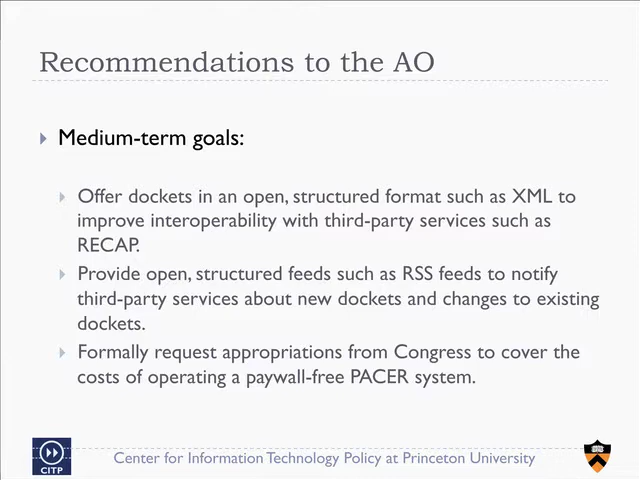 Recommendations to the AO
Medium-term goals:
Offer dockets in an open, structured format such as XML to
improve interoperability with third-party services such as
RECAP.
Provide open, structured feeds such as RSS feeds to notify
third-party services about new dockets and changes to existing
dockets.
Formally request appropriations from Congress to cover the
costs of operating a paywall-free PACER system.
CITP
Center for Information Technology Policy at Princeton University